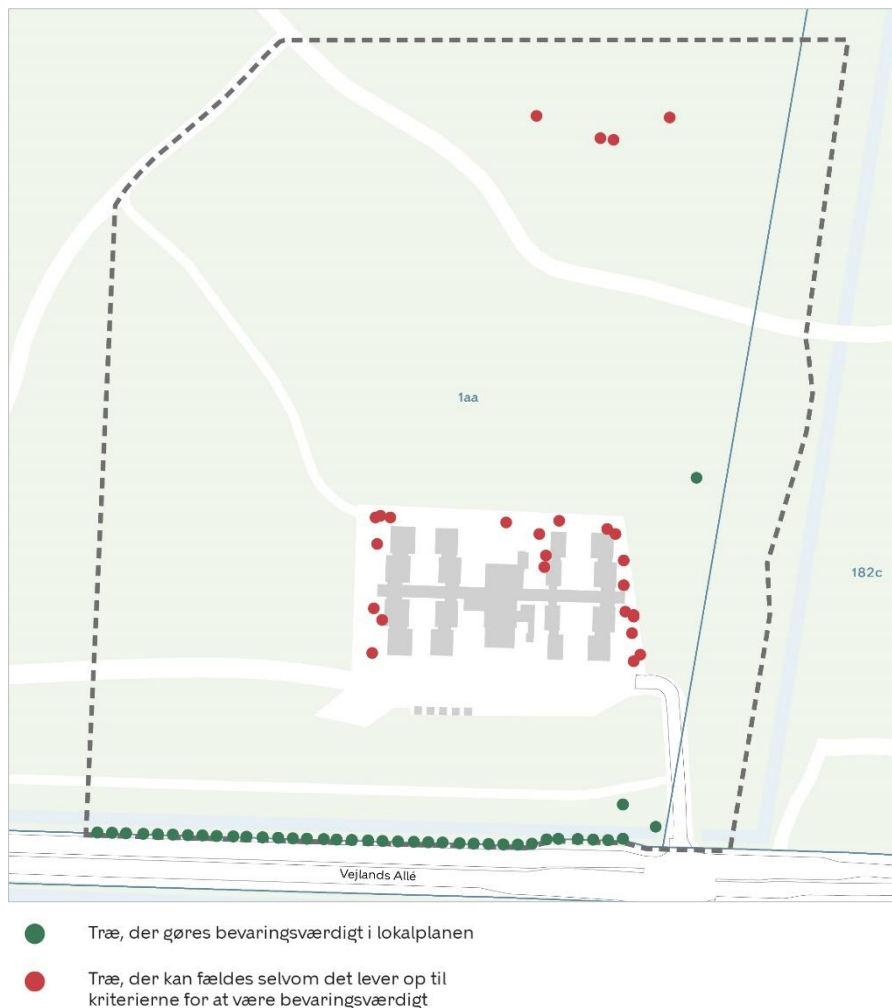 1aa
182c
Vejlands Allé
Træ, der gøres bevaringsværdigt i lokalplanen
Træ, der kan fældes selvom det lever op til
kriterierne for at være bevaringsværdigt